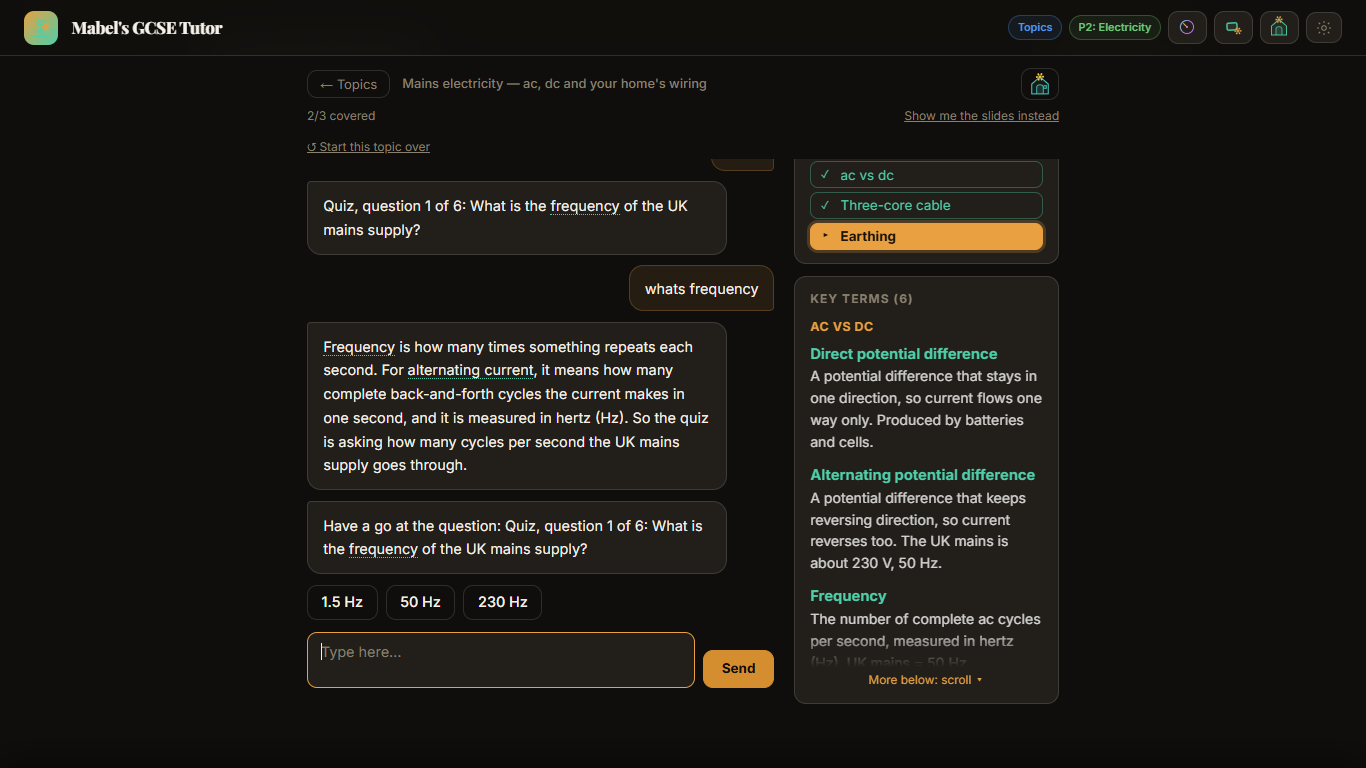 Mabel's GCSE Tutor
Topics
P2: Electricity
← Topics
Mains electricity — ac, dc and your home's wiring
2/3 covered
Show me the slides instead
↺ Start this topic over
Quiz, question 1 of 6: What is the frequency of the UK
mains supply?
whats frequency
Frequency is how many times something repeats each
second. For alternating current, it means how many
complete back-and-forth cycles the current makes in
one second, and it is measured in hertz (Hz). So the quiz
is asking how many cycles per second the UK mains
supply goes through.
Have a go at the question: Quiz, question 1 of 6: What is
the frequency of the UK mains supply?
1.5 Hz
50 Hz
230 Hz
Type here...
Send
✓ ac vs dc
✓ Three-core cable
‣ Earthing
KEY TERMS (6)
AC VS DC
Direct potential difference
A potential difference that stays in
one direction, so current flows one
way only. Produced by batteries
and cells.
Alternating potential difference
A potential difference that keeps
reversing direction, so current
reverses too. The UK mains is
about 230 V, 50 Hz.
Frequency
The number of complete ac cycles
per second, measured in hertz
(Hz). UK mains = 50 Hz.
More below: scroll ▾